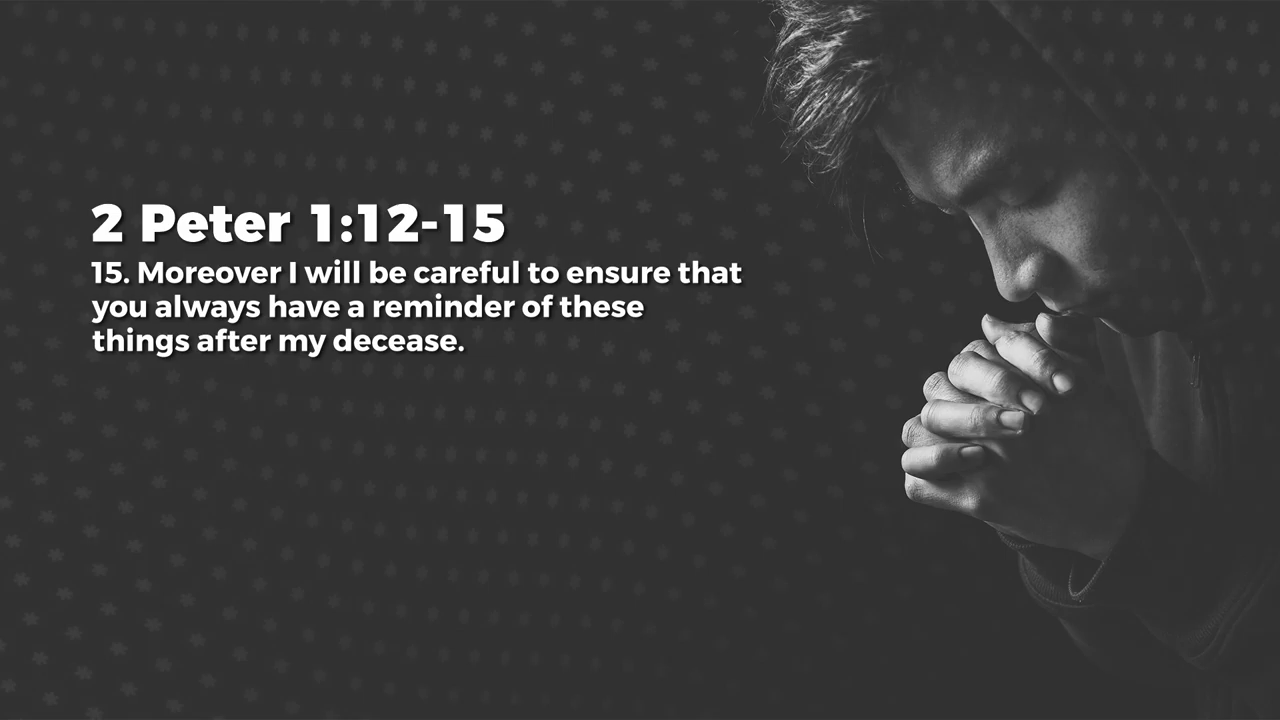 2 Peter 1:12-15
15. Moreover I will be careful to ensure that
you always have a reminder of these
things after my decease.